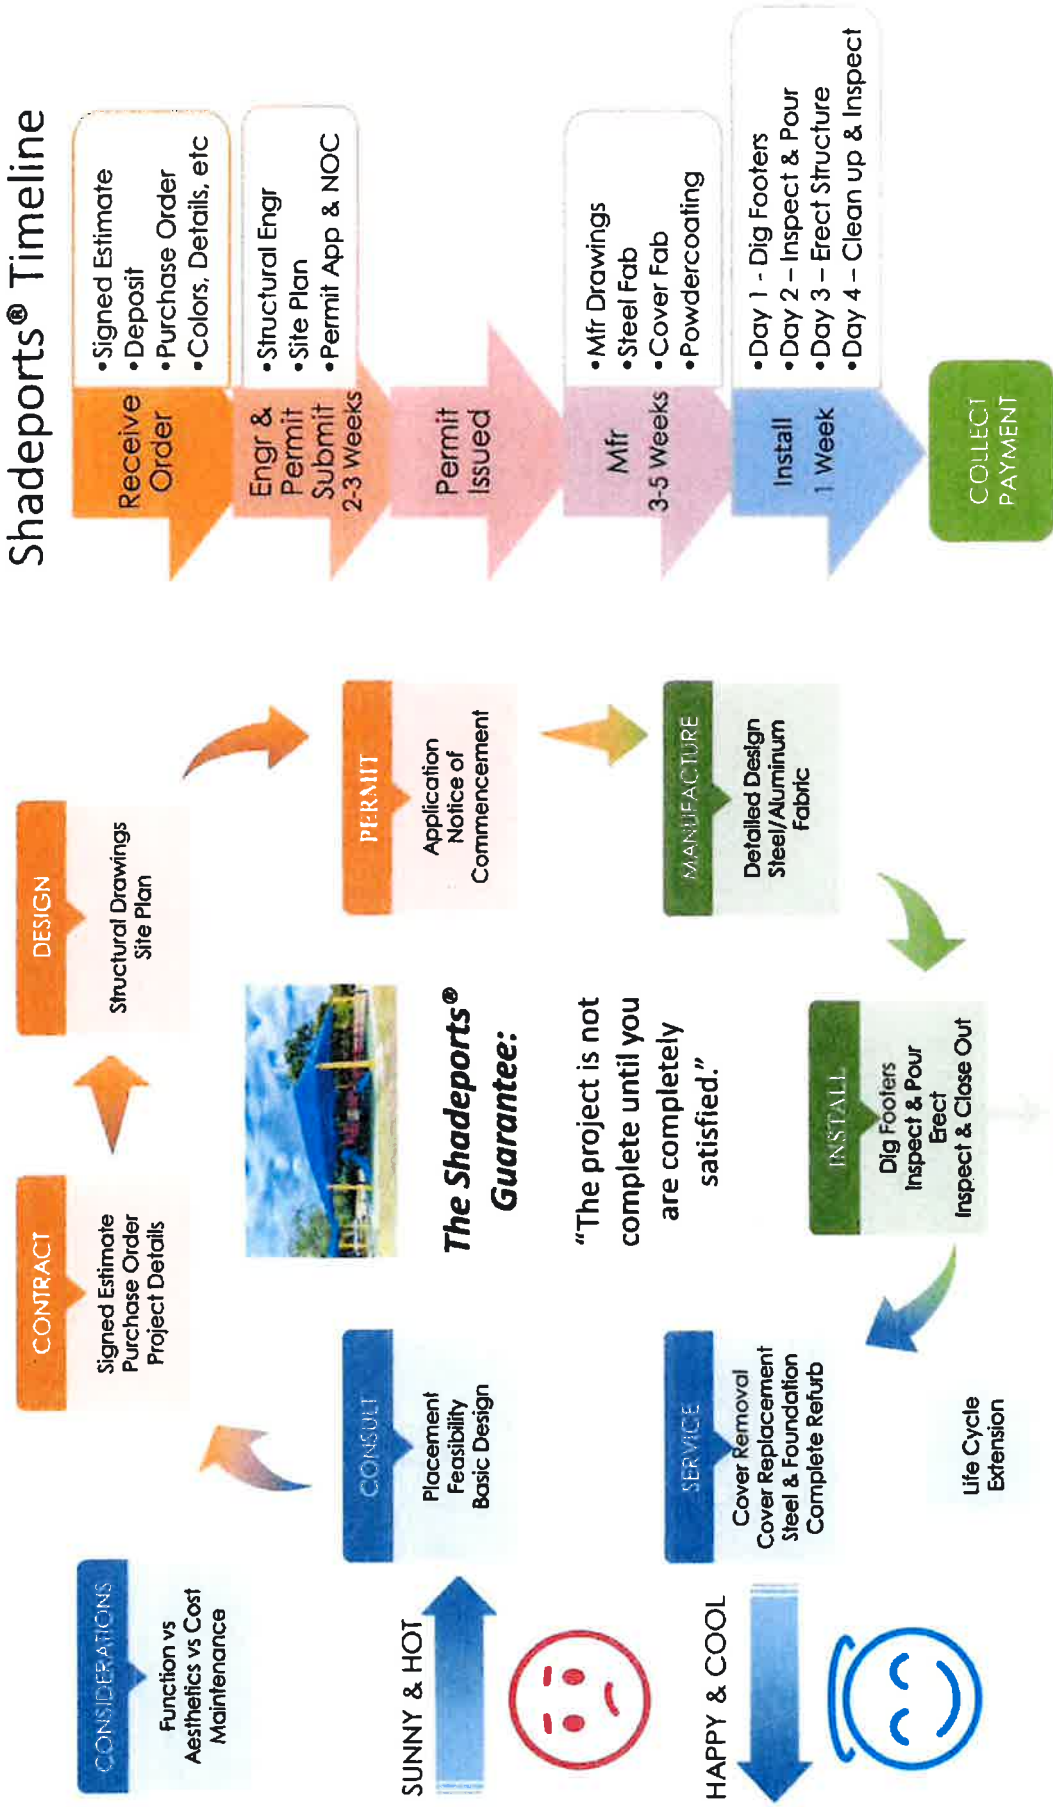 CONSIDERATIONS
Function vs
Aesthetics vs Cost
Maintenance
SUNNY & HOT
HAPPY & COOL
CONSULT
Placement
Feasibility
Basic Design
CONTRACT
Signed Estimate
Purchase Order
Project Details
DESIGN
Structural Drawings
Site Plan
PERMIT
Application
Notice of
Commencement
MANUFACTURE
Detailed Design
Steel/Aluminum
Fabric
INSTALL
Dig Footers
Inspect & Pour
Erect
Inspect & Close Out
SERVICE
Cover Removal
Cover Replacement
Steel & Foundation
Complete Refurb
Life Cycle
Extension
The Shadeports®
Guarantee:
“The project is not
complete until you
are completely
satisfied.”
Shadeports® Timeline
Receive
Order
•Signed Estimate
•Deposit
•Purchase Order
•Colors, Details, etc
Engr &
Permit
Submit
2-3 Weeks
•Structural Engr
•Site Plan
•Permit App & NOC
Permit
Issued
Mfr
3-5 Weeks
•Mfr Drawings
•Steel Fab
•Cover Fab
•Powdercoating
Install
1 Week
•Day 1 - Dig Footers
•Day 2 – Inspect & Pour
•Day 3 – Erect Structure
•Day 4 – Clean up & Inspect
COLLECT
PAYMENT